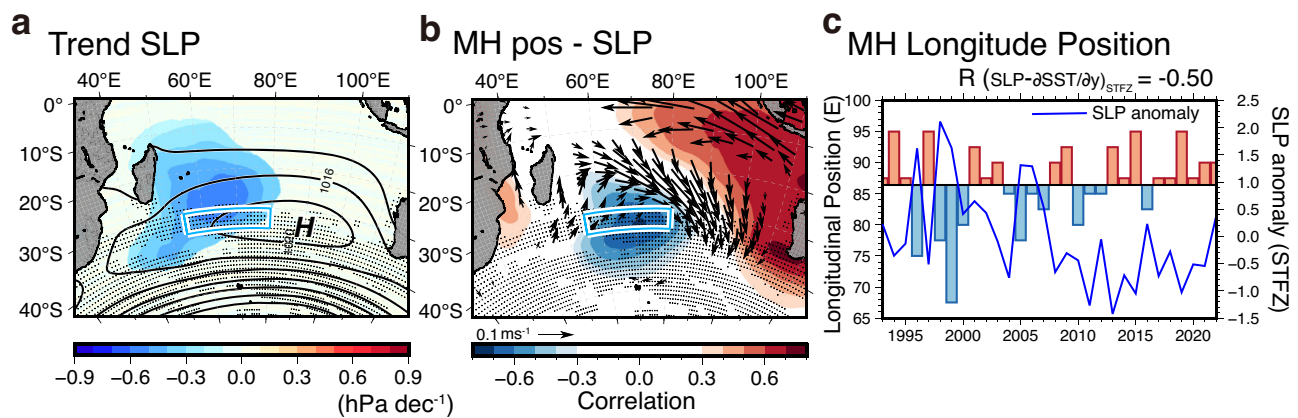 a Trend SLP
40°E 60°E 80°E 100°E
0°
10°S
20°S
30°S
40°S
1016
1020
H
−0.9 −0.6 −0.3 0.0 0.3 0.6 0.9
(hPa dec⁻¹)
b MH pos - SLP
40°E 60°E 80°E 100°E
0°
10°S
20°S
30°S
40°S
0.1 ms⁻¹
−0.6 −0.3 0.0 0.3 0.6
Correlation
c MH Longitude Position
R (SLP-∂SST/∂y)STFZ = -0.50
SLP anomaly
Longitudinal Position (E)
100
95
90
85
80
75
70
65
SLP anomaly (STFZ)
2.5
2.0
1.5
1.0
0.5
0.0
−0.5
−1.0
−1.5
1995 2000 2005 2010 2015 2020